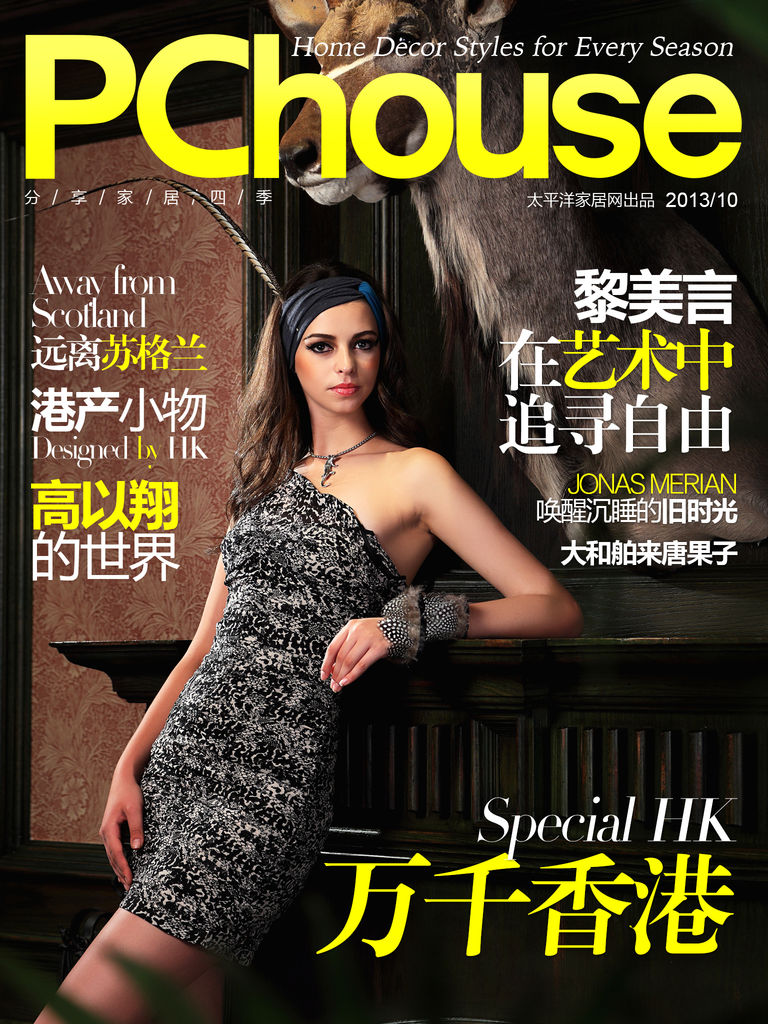 Home Decor Styles for Every Season
PChouse
分/享/家/居/四/季
太平洋家居网出品 2013/10
Away from
Scotland
远离苏格兰
港产小物
Designed by HK
高以翔
的世界
黎美言
在艺术中
追寻自由
JONAS MERIAN
唤醒沉睡的旧时光
大和舶来唐果子
Special HK
万千香港